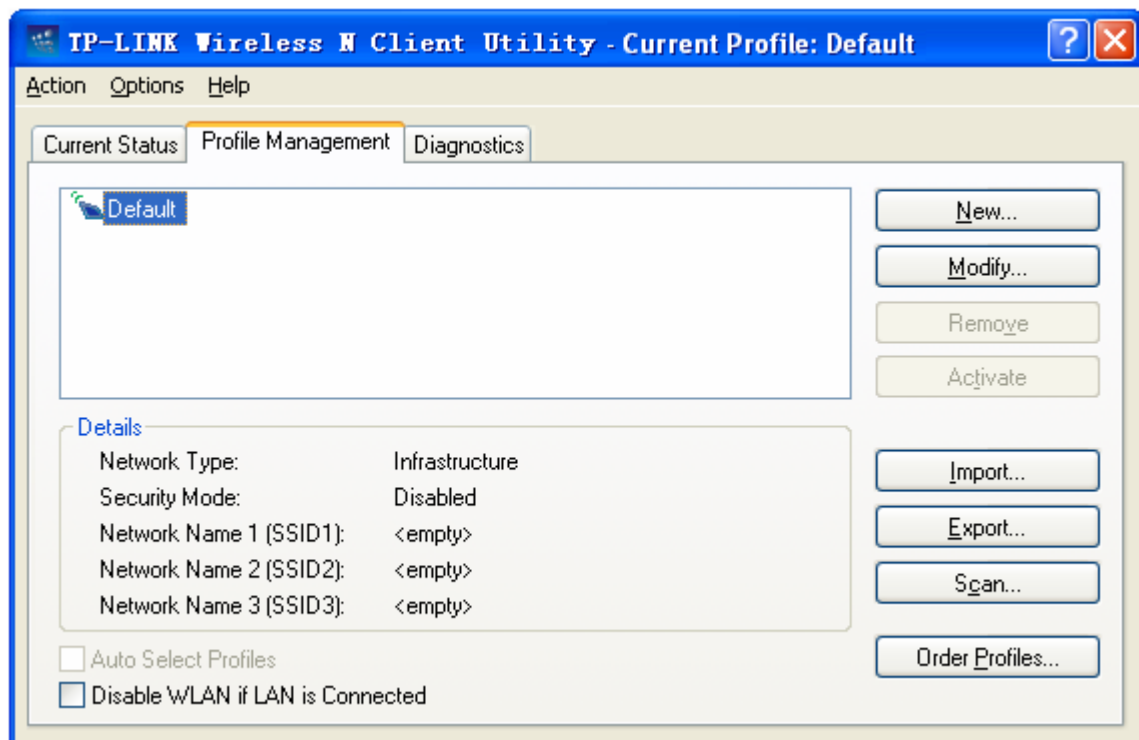 TP-LINK Wireless N Client Utility - Current Profile: Default
Action Options Help
Current Status Profile Management Diagnostics
Default
New...
Modify...
Remove
Activate
Details
Network Type: Infrastructure
Security Mode: Disabled
Network Name 1 (SSID1): <empty>
Network Name 2 (SSID2): <empty>
Network Name 3 (SSID3): <empty>
Import...
Export...
Scan...
Order Profiles...
Auto Select Profiles
Disable WLAN if LAN is Connected